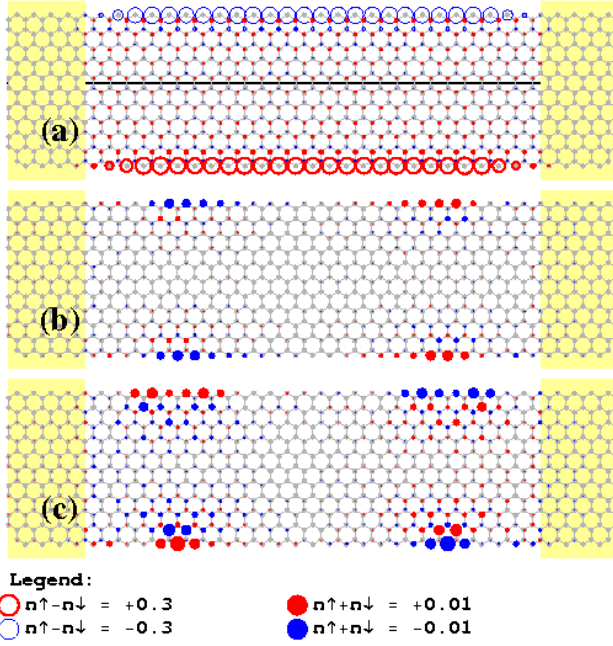 (a)
(b)
(c)
Legend:
n↑-n↓ = +0.3 n↑+n↓ = +0.01
n↑-n↓ = -0.3 n↑+n↓ = -0.01